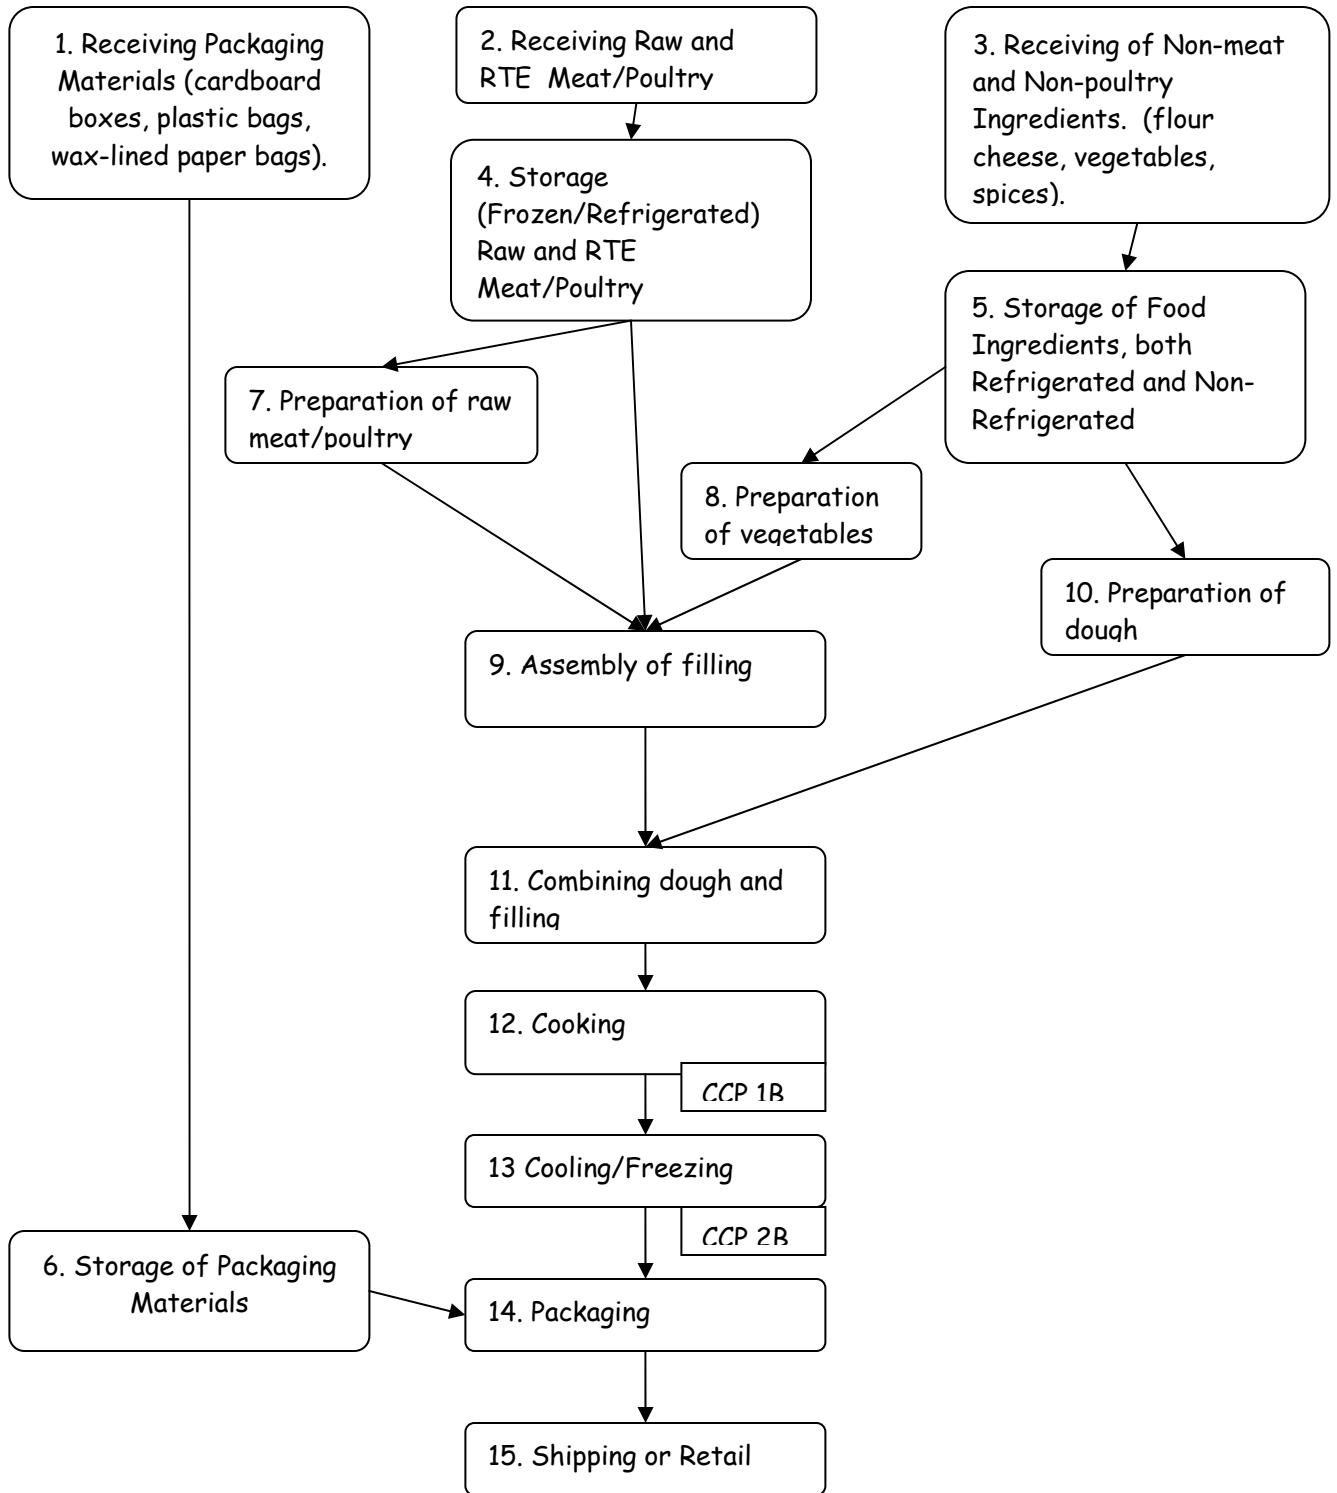 1. Receiving Packaging
Materials (cardboard
boxes, plastic bags,
wax-lined paper bags).
2. Receiving Raw and
RTE Meat/Poultry
3. Receiving of Non-meat
and Non-poultry
Ingredients. (flour
cheese, vegetables,
spices).
4. Storage
(Frozen/Refrigerated)
Raw and RTE
Meat/Poultry
5. Storage of Food
Ingredients, both
Refrigerated and Non-
Refrigerated
7. Preparation of raw
meat/poultry
8. Preparation
of vegetables
10. Preparation of
dough
9. Assembly of filling
11. Combining dough and
filling
12. Cooking
CCP 1B
13 Cooling/Freezing
CCP 2B
6. Storage of Packaging
Materials
14. Packaging
15. Shipping or Retail